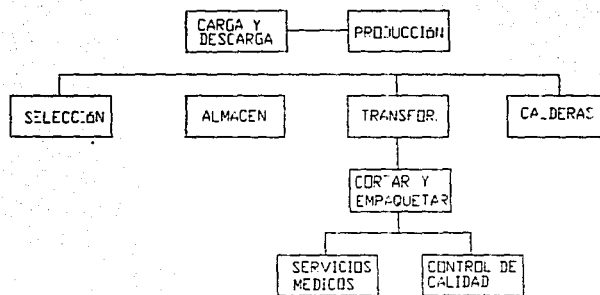 CARGA Y
DESCARGA
PRODUCCIÓN
SELECCIÓN
ALMACEN
TRANSFOR.
CALDERAS
CORTAR Y
EMPAQUETAR
SERVICIOS
MEDICOS
CONTROL DE
CALIDAD